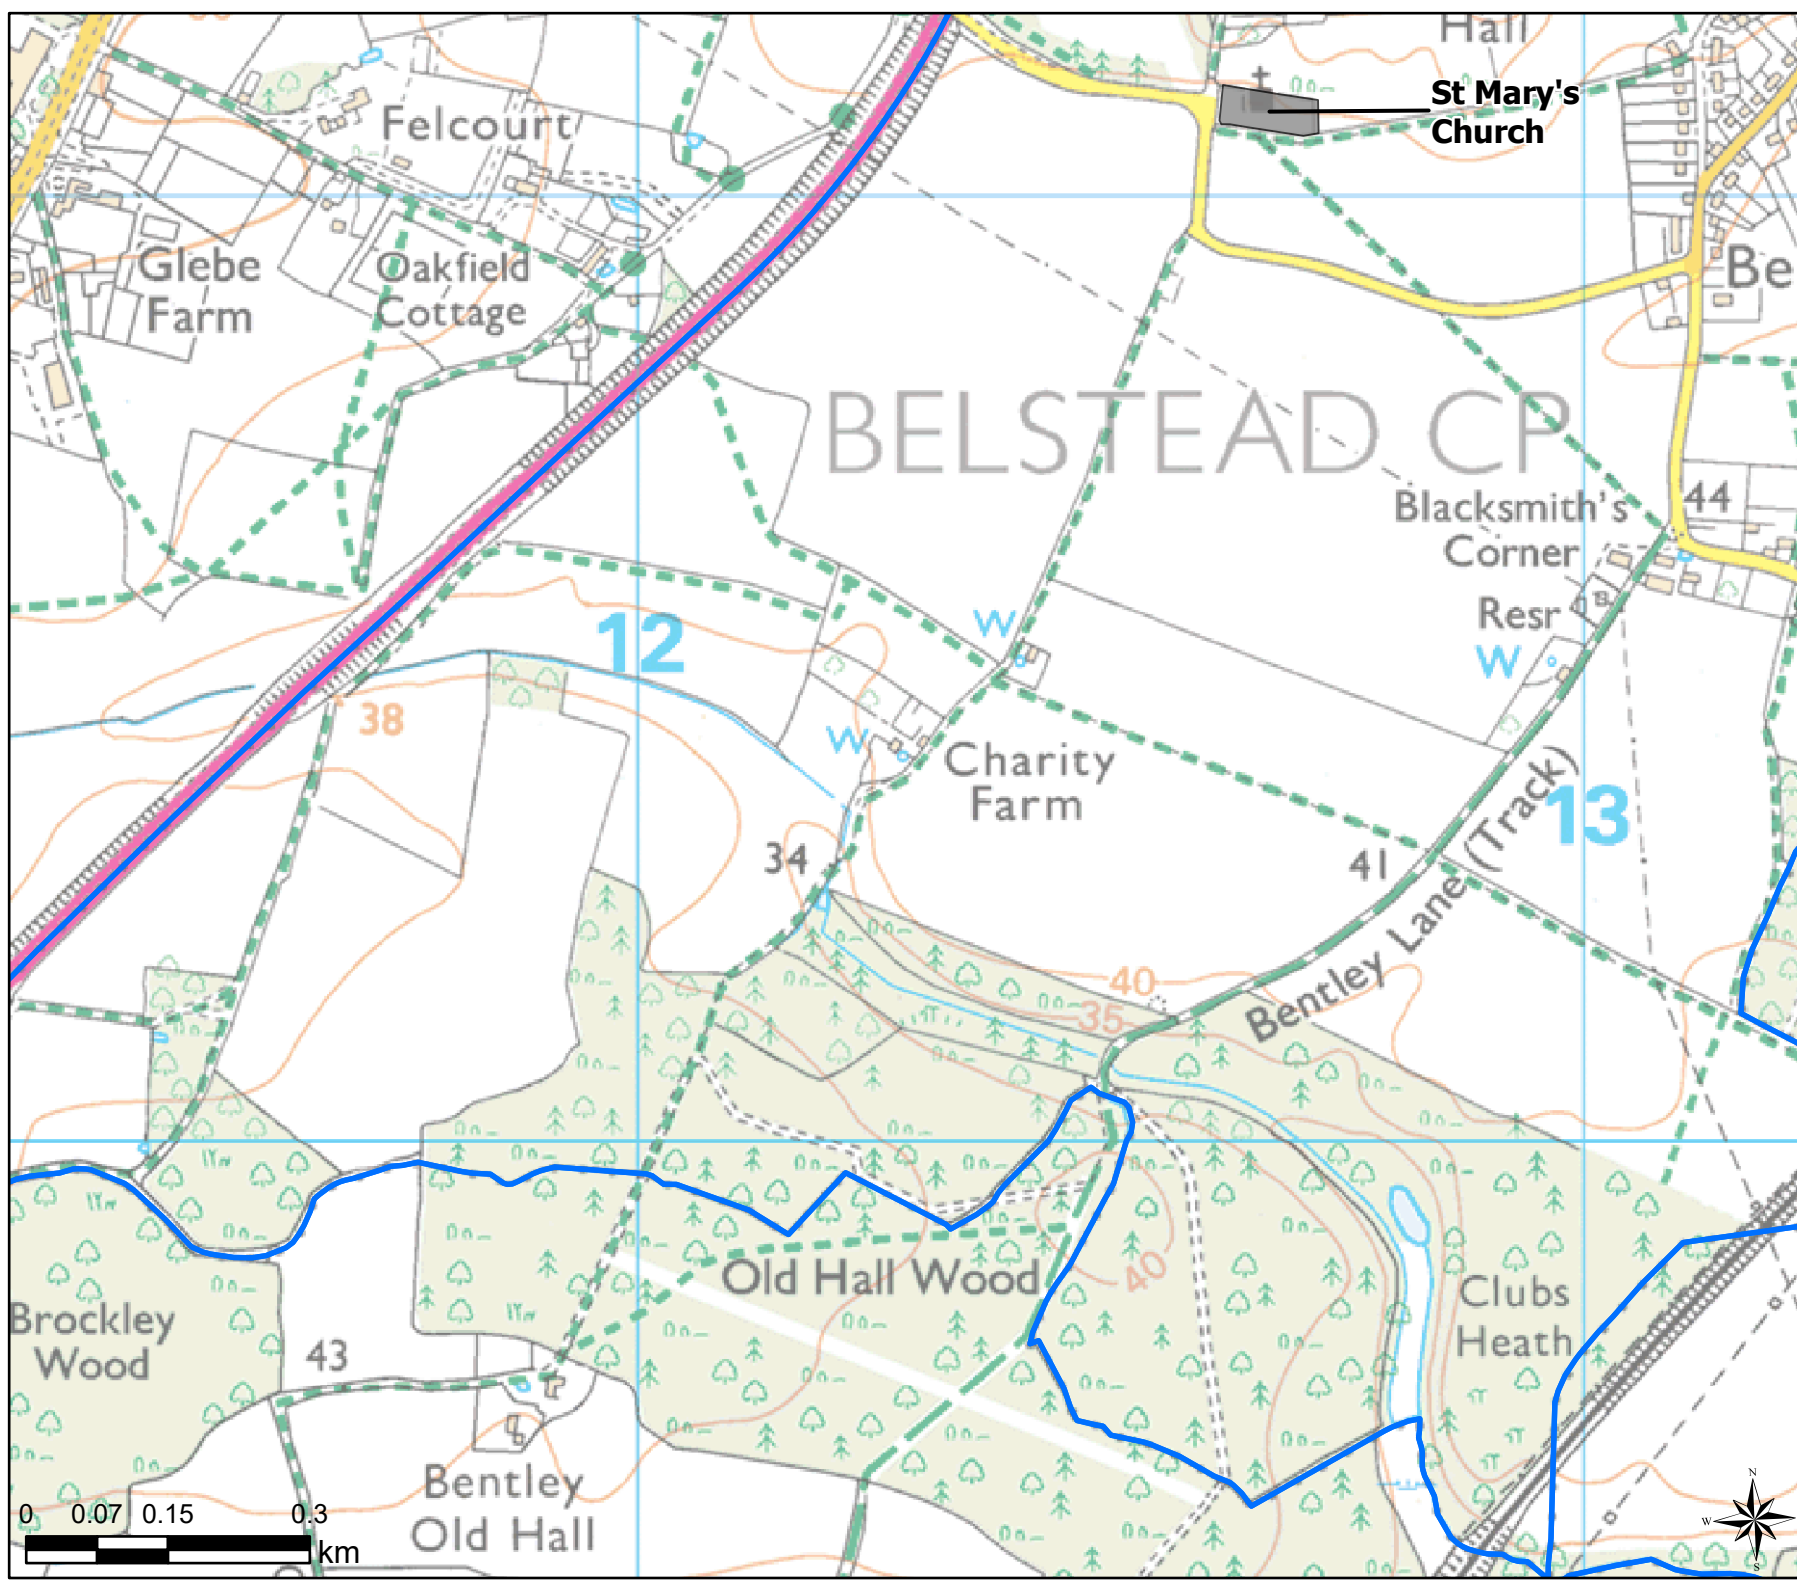 Hall
St Mary's
Church
Felcourt
Glebe
Farm
Oakfield
Cottage
Be
BELSTEAD CP
44
Blacksmith's
Corner
Resr
W
W
12
38
W
Charity
Farm
13
34
41
Bentley Lane (Track)
40
35
Old Hall Wood
40
Clubs
Heath
Brockley
Wood
43
Bentley
Old Hall
0 0.07 0.15 0.3
km
N
W
S